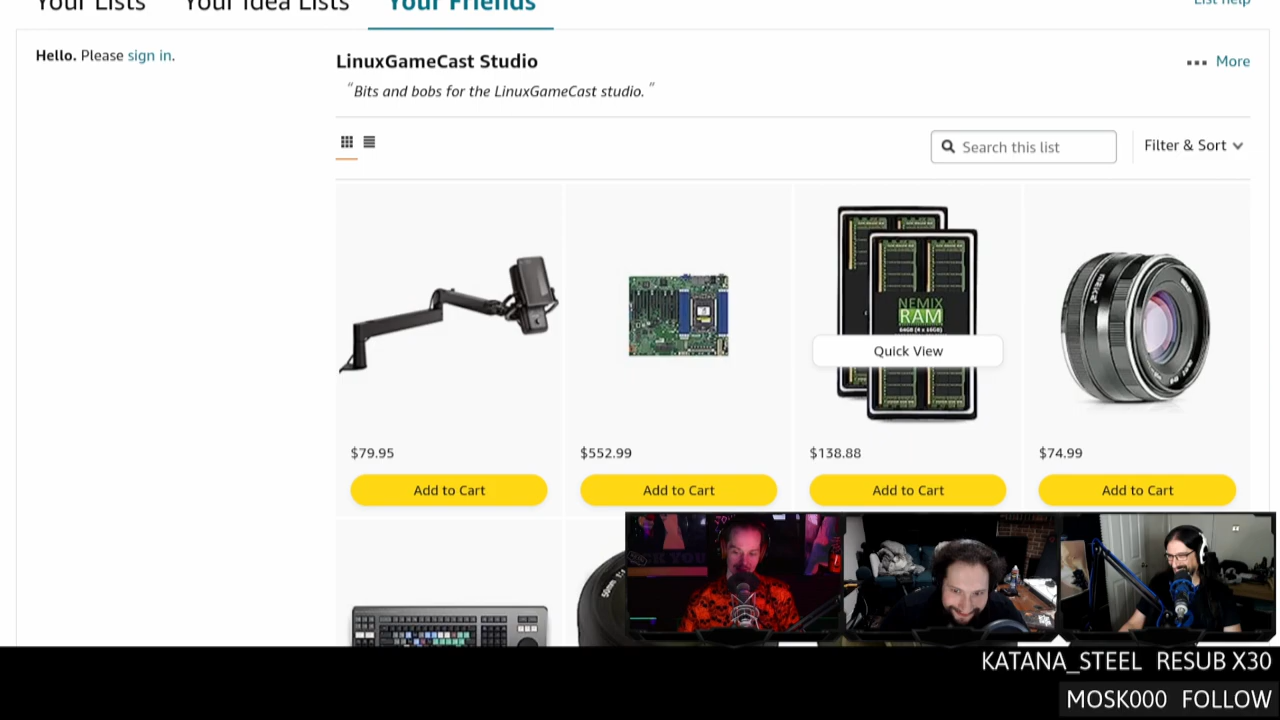 Your Lists Your Idea Lists Your Friends
List help
Hello. Please sign in.
LinuxGameCast Studio
More
"Bits and bobs for the LinuxGameCast studio. "
Search this list
Filter & Sort
NEMIX
RAM
64GB (4 x 16GB)
Quick View
$79.95
$552.99
$138.88
$74.99
Add to Cart
Add to Cart
Add to Cart
Add to Cart
KATANA_STEEL RESUB X30
MOSK000 FOLLOW